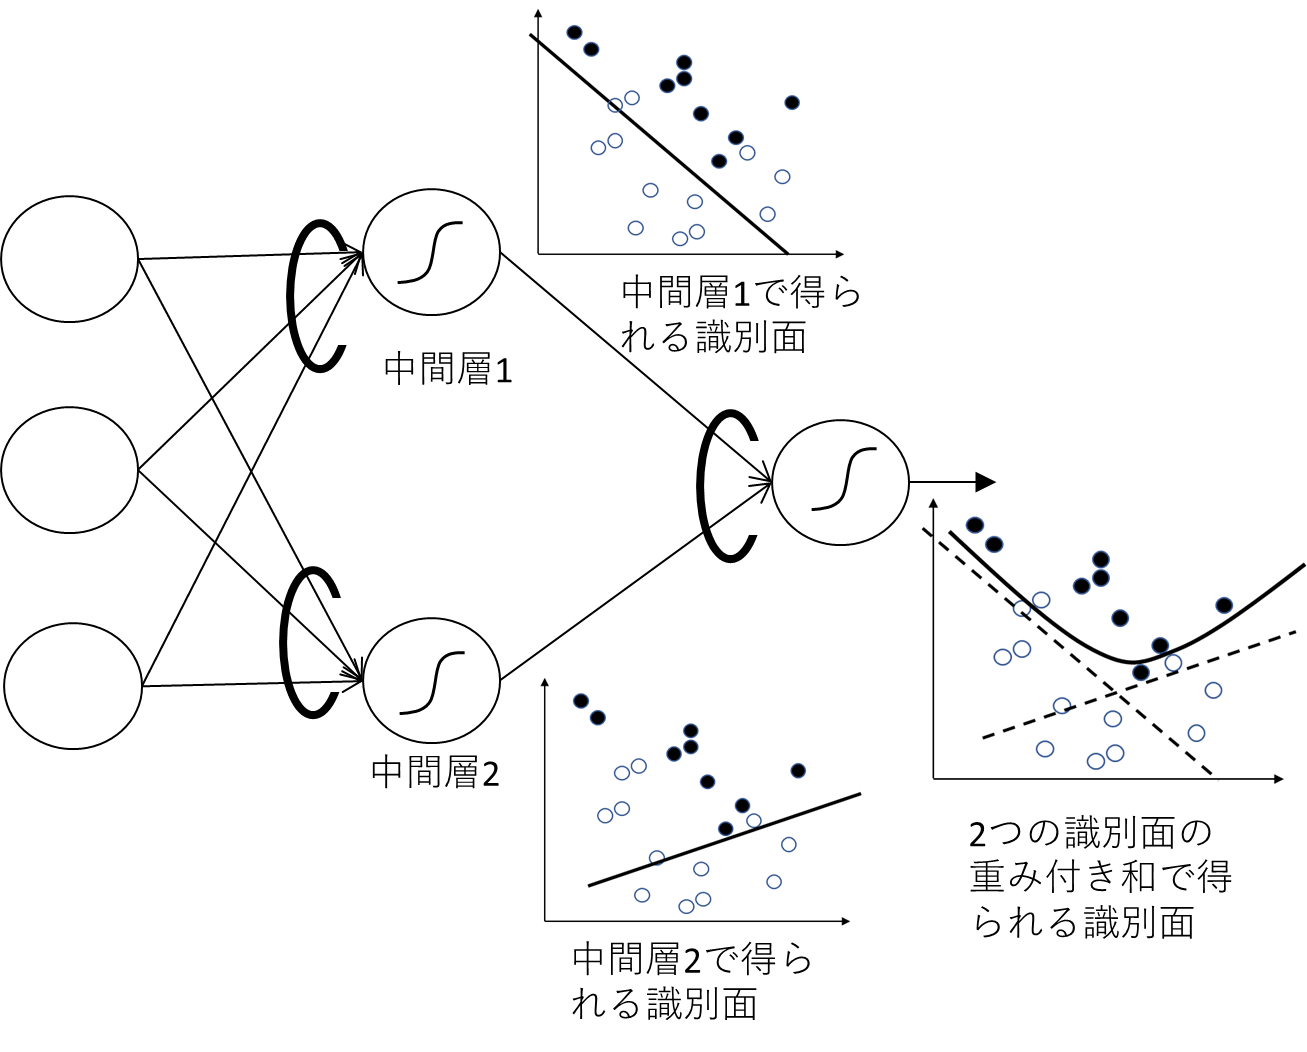 中間層1で得ら
れる識別面
中間層1
中間層2
2つの識別面の
重み付き和で得
られる識別面
中間層2で得ら
れる識別面